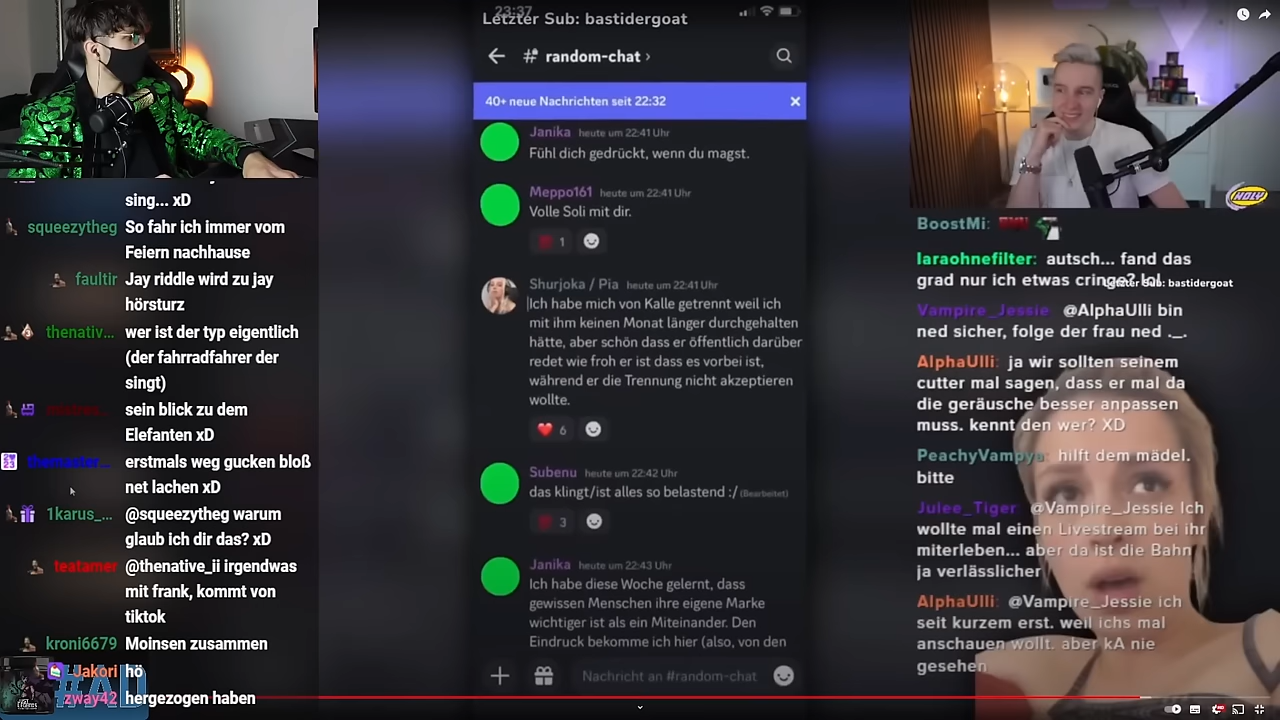 sing... xD
squeezytheg So fahr ich immer vom
Feiern nachhause
faultir Jay riddle wird zu jay
hörsturz
thenativ... wer ist der typ eigentlich
(der fahrradfahrer der
singt)
sein blick zu dem
Elefanten xD
erstmals weg gucken bloß
net lachen xD
1karus_... @squeezytheg warum
glaub ich dir das? xD
teatamer @thenative_ii irgendwas
mit frank, kommt von
tiktok
kroni6679 Moinsen zusammen
Jakori hö
zway42 hergezogen haben
#AD
23:37
Letzter Sub: bastidergoat
# random-chat ›
40+ neue Nachrichten seit 22:32
Janika heute um 22:41 Uhr
Fühl dich gedrückt, wenn du magst.
Meppo161 heute um 22:41 Uhr
Volle Soli mit dir.
1
Shurjoka / Pia heute um 22:41 Uhr
Ich habe mich von Kalle getrennt weil ich
mit ihm keinen Monat länger durchgehalten
hätte, aber schön dass er öffentlich darüber
redet wie froh er ist dass es vorbei ist,
während er die Trennung nicht akzeptieren
wollte.
6
Subenu heute um 22:42 Uhr
das klingt/ist alles so belastend :/ (Bearbeitet)
3
Janika heute um 22:43 Uhr
Ich habe diese Woche gelernt, dass
gewissen Menschen ihre eigene Marke
wichtiger ist als ein Miteinander. Den
Eindruck bekomme ich hier (also, von den
Nachricht an #random-chat
HOLY
BoostMi:
laraohnefilter: autsch... fand das
grad nur ich etwas cringe? lol
Letzter Sub: bastidergoat
Vampire_Jessie @AlphaUlli bin
ned sicher, folge der frau ned ._.
AlphaUlli: ja wir sollten seinem
cutter mal sagen, dass er mal da
die geräusche besser anpassen
muss. kennt den wer? XD
PeachyVampya: hilft dem mädel.
bitte
Julee_Tiger @Vampire_Jessie Ich
wollte mal einen Livestream bei ihr
miterleben... aber da ist die Bahn
ja verlässlicher
AlphaUlli: @Vampire_Jessie ich
seit kurzem erst. weil ichs mal
anschauen wollt. aber kA nie
gesehen